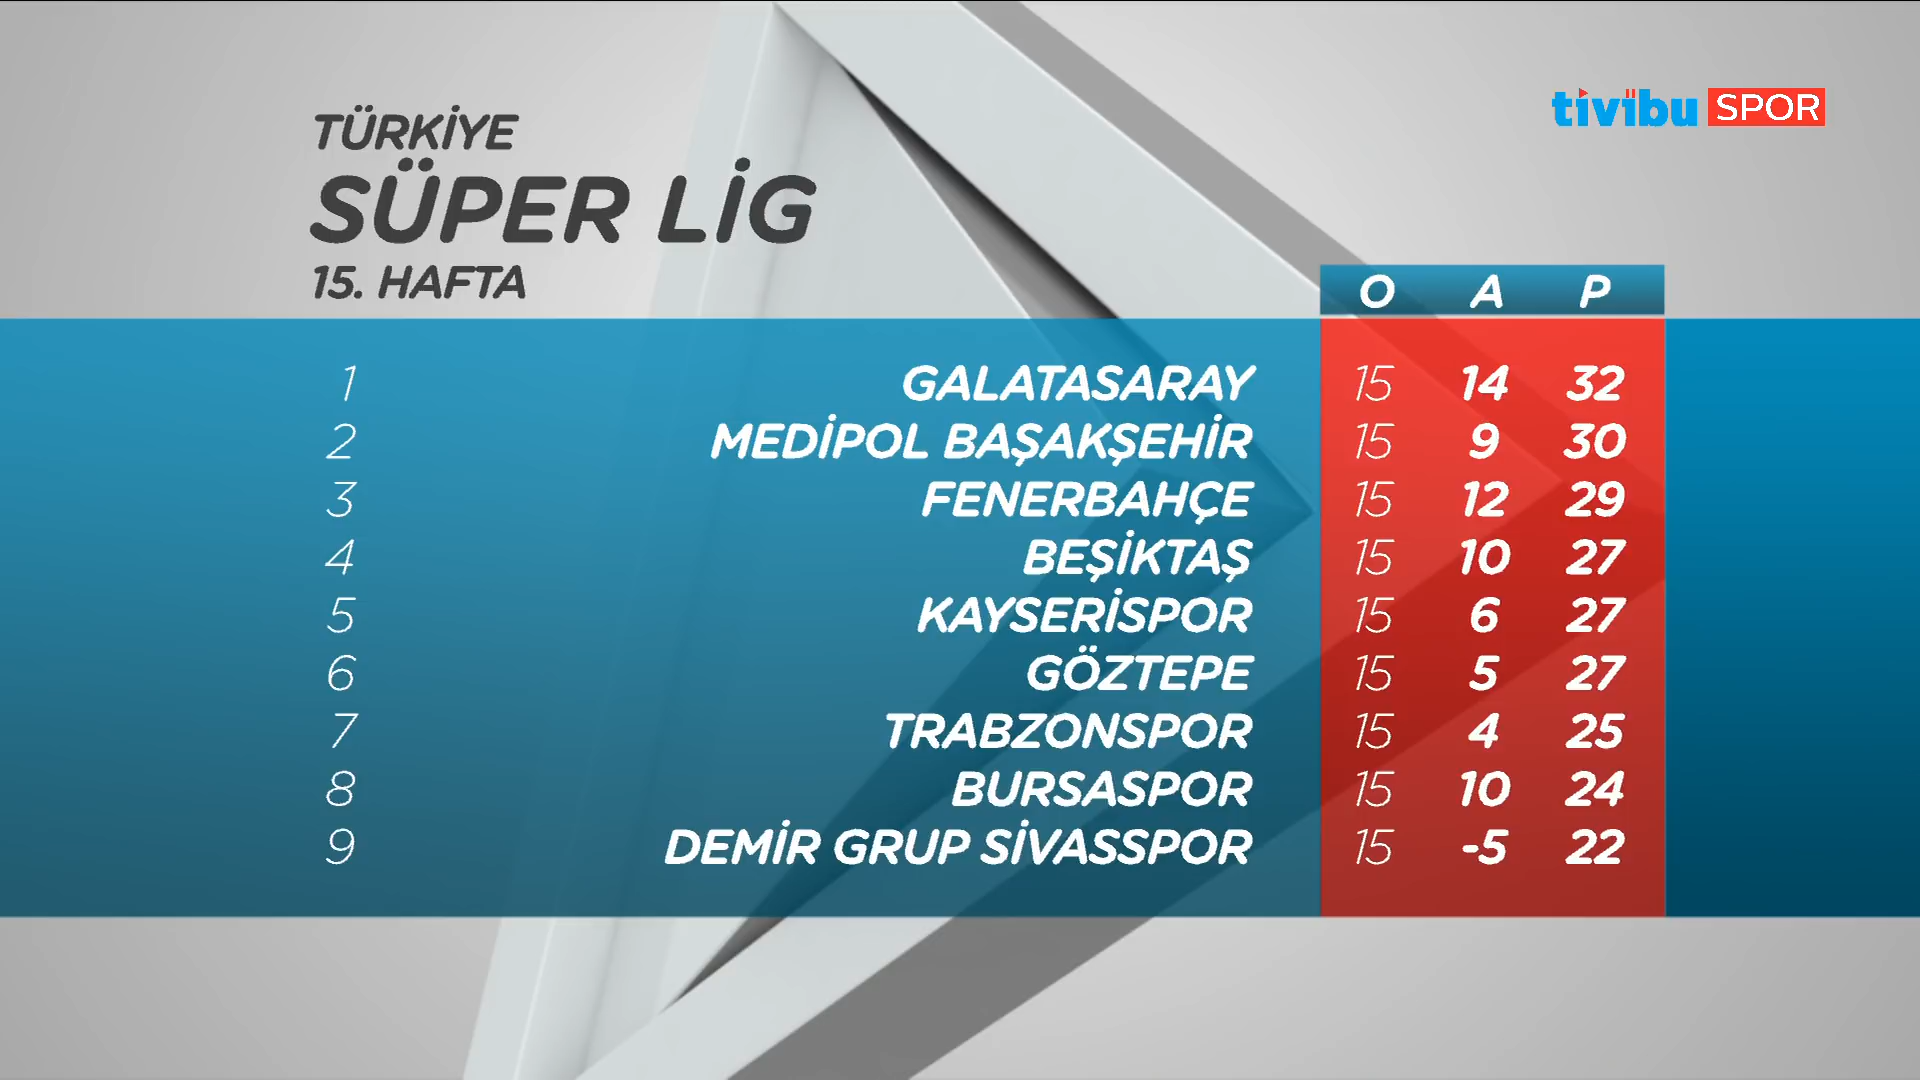 TÜRKİYE
tivibu SPOR
SÜPER LİG
15. HAFTA
O A P
1 GALATASARAY 15 14 32
2 MEDİPOL BAŞAKŞEHİR 15 9 30
3 FENERBAHÇE 15 12 29
4 BEŞİKTAŞ 15 10 27
5 KAYSERİSPOR 15 6 27
6 GÖZTEPE 15 5 27
7 TRABZONSPOR 15 4 25
8 BURSASPOR 15 10 24
9 DEMİR GRUP SİVASSPOR 15 -5 22